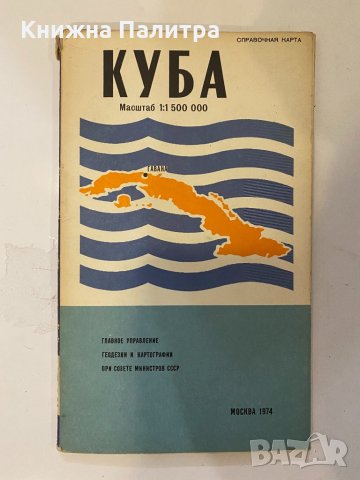 Книжна Палитра
СПРАВОЧНАЯ КАРТА
КУБА
Масштаб 1:1 500 000
ГАВАНА
ГЛАВНОЕ УПРАВЛЕНИЕ
ГЕОДЕЗИИ И КАРТОГРАФИИ
ПРИ СОВЕТЕ МИНИСТРОВ СССР
МОСКВА 1974
BAZAR